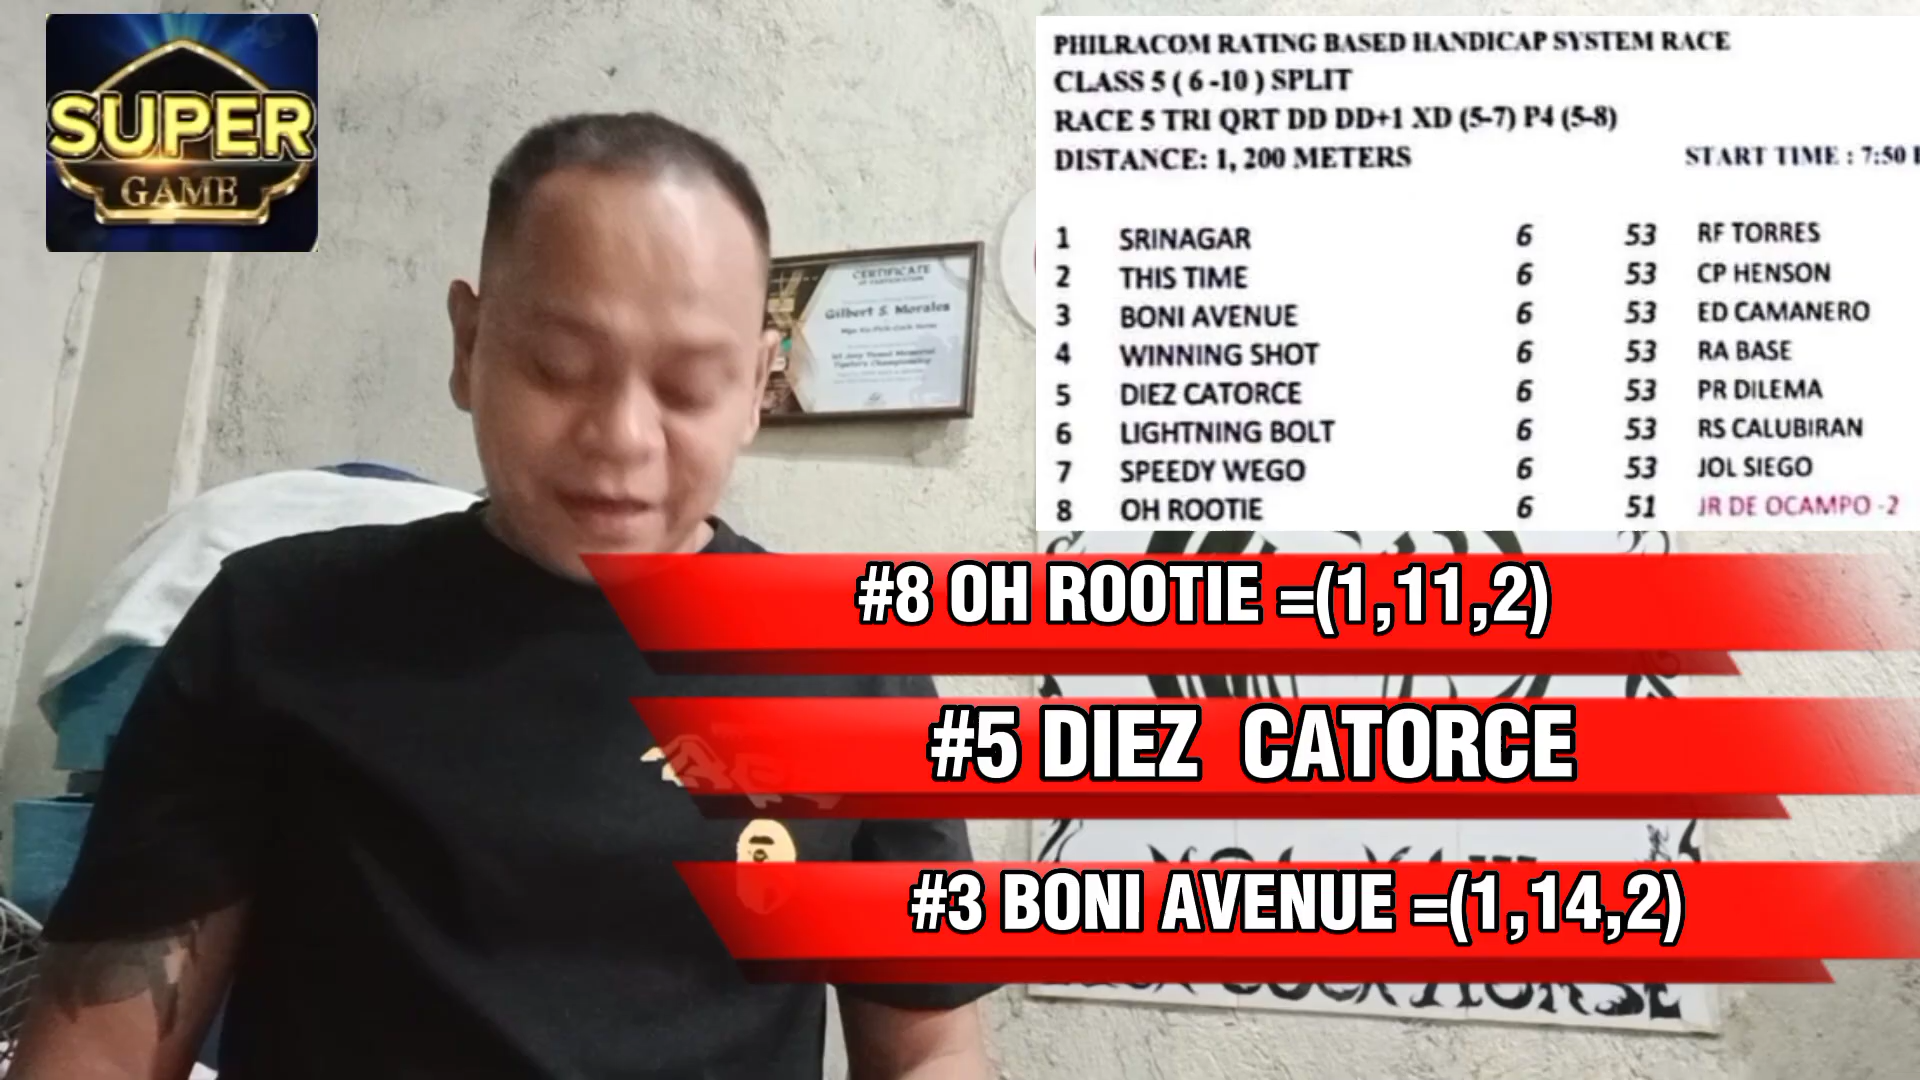 SUPER
GAME
PHILRACOM RATING BASED HANDICAP SYSTEM RACE
CLASS 5 ( 6 -10 ) SPLIT
RACE 5 TRI QRT DD DD+1 XD (5-7) P4 (5-8)
DISTANCE: 1, 200 METERS START TIME : 7:50
1 SRINAGAR 6 53 RF TORRES
2 THIS TIME 6 53 CP HENSON
3 BONI AVENUE 6 53 ED CAMANERO
4 WINNING SHOT 6 53 RA BASE
5 DIEZ CATORCE 6 53 PR DILEMA
6 LIGHTNING BOLT 6 53 RS CALUBIRAN
7 SPEEDY WEGO 6 53 JOL SIEGO
8 OH ROOTIE 6 51 JR DE OCAMPO -2
CERTIFICATE
OF PARTICIPATION
Gilbert S. Morales
#8 OH ROOTIE =(1,11,2)
#5 DIEZ CATORCE
#3 BONI AVENUE =(1,14,2)